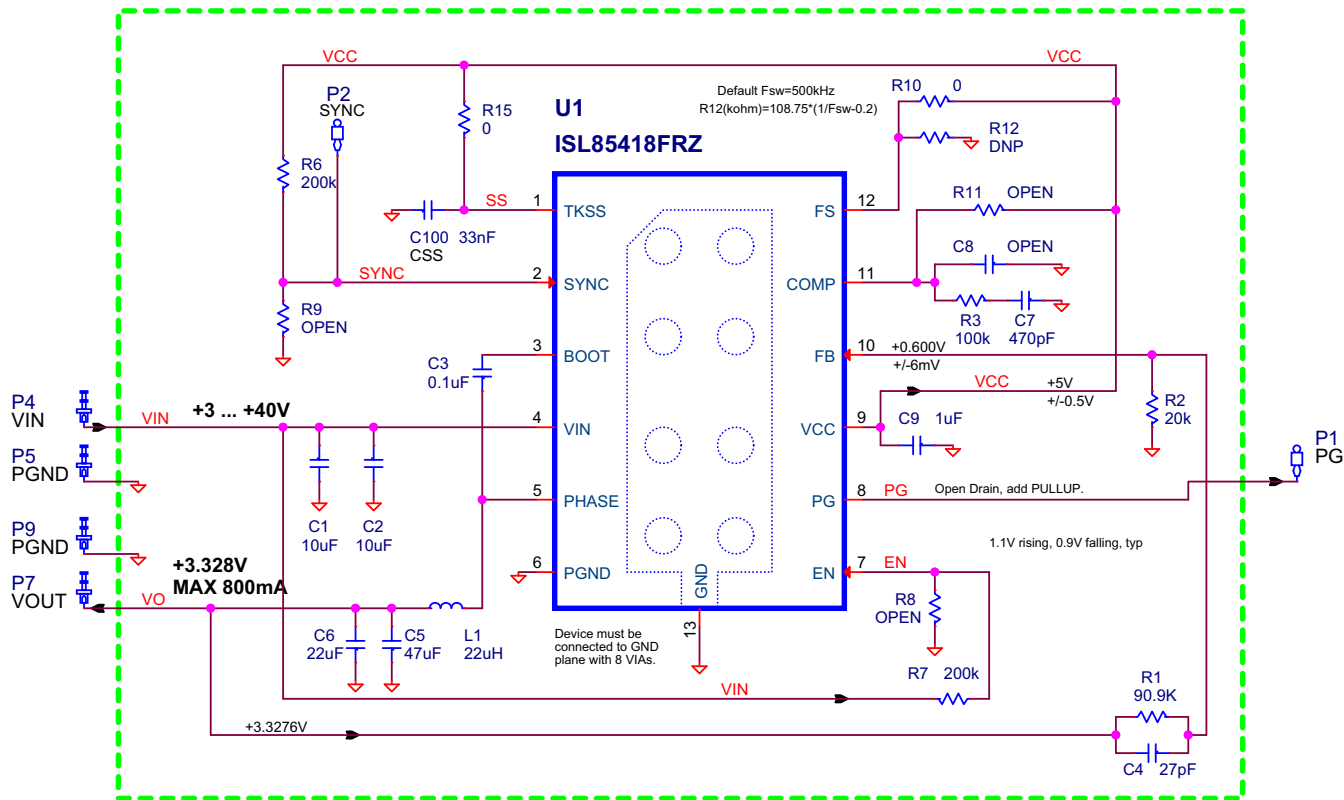 VCC
VCC
P2
SYNC
R15
0
R6
200k
U1
ISL85418FRZ
Default Fsw=500kHz
R12(kohm)=108.75*(1/Fsw-0.2)
R10 0
R12
DNP
SS
1
TKSS
C100 33nF
CSS
FS
12
R11 OPEN
SYNC
2
SYNC
COMP
11
C8 OPEN
R3
100k
C7
470pF
R9
OPEN
3
BOOT
C3
0.1uF
FB
10
+0.600V
+/-6mV
VCC
+5V
+/-0.5V
R2
20k
P4
VIN
VIN
+3 ... +40V
4
VIN
VCC
9
C9 1uF
P5
PGND
C1
10uF
C2
10uF
5
PHASE
PG
8
PG
Open Drain, add PULLUP.
P1
PG
P9
PGND
1.1V rising, 0.9V falling, typ
6
PGND
EN
7
EN
R8
OPEN
GND
13
P7
VOUT
VO
+3.328V
MAX 800mA
C6
22uF
C5
47uF
L1
22uH
Device must be
connected to GND
plane with 8 VIAs.
VIN
R7 200k
+3.3276V
R1
90.9K
C4 27pF